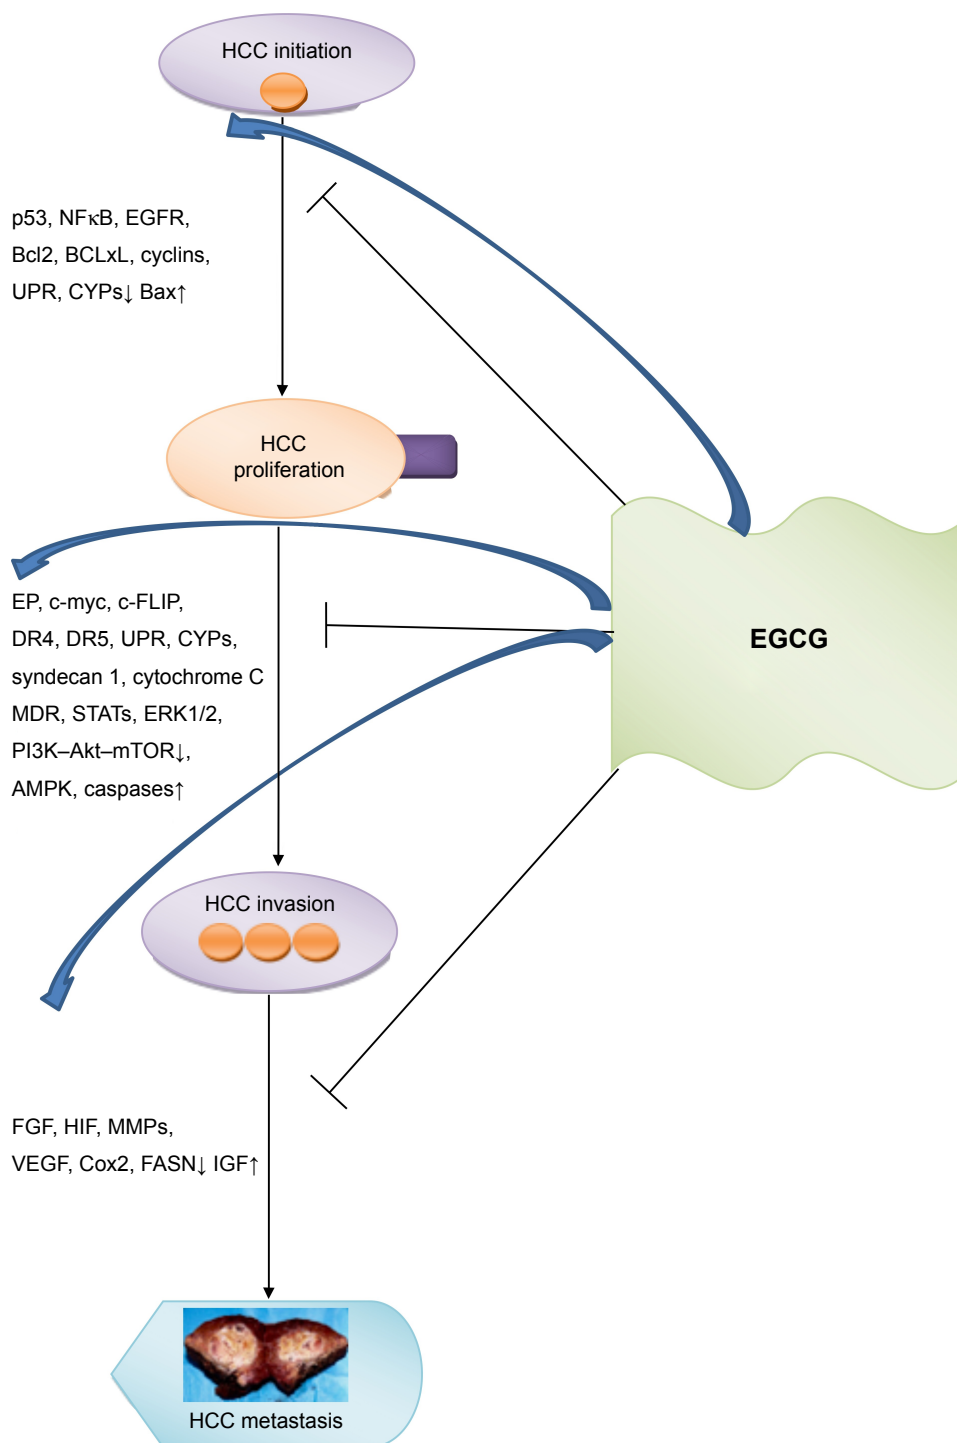 HCC initiation
p53, NFκB, EGFR,
Bcl2, BCLxL, cyclins,
UPR, CYPs↓ Bax↑
HCC
proliferation
EP, c-myc, c-FLIP,
DR4, DR5, UPR, CYPs,
syndecan 1, cytochrome C
MDR, STATs, ERK1/2,
PI3K–Akt–mTOR↓,
AMPK, caspases↑
EGCG
HCC invasion
FGF, HIF, MMPs,
VEGF, Cox2, FASN↓ IGF↑
HCC metastasis